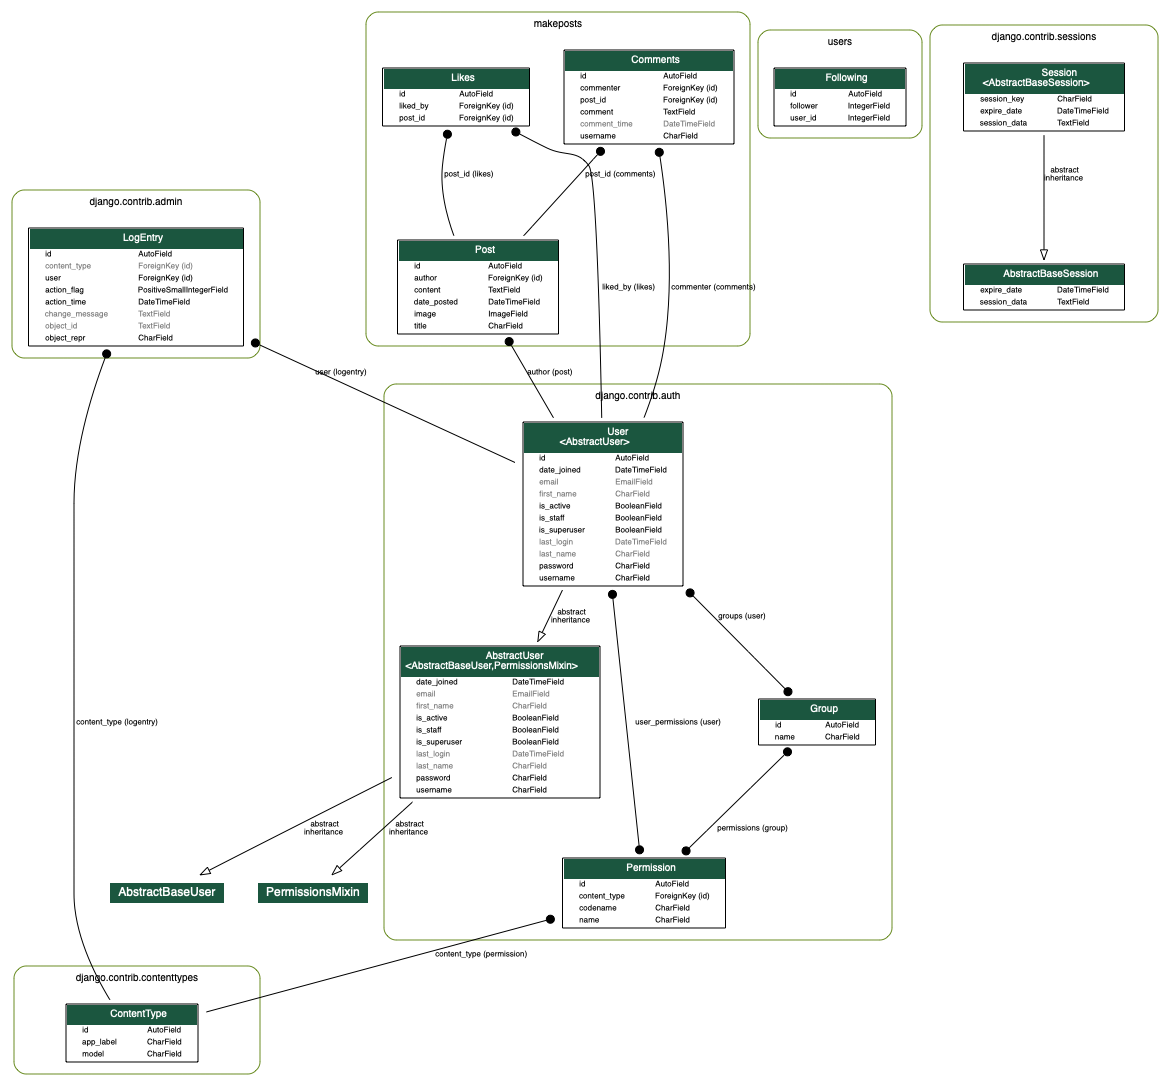 makeposts
Likes
id AutoField
liked_by ForeignKey (id)
post_id ForeignKey (id)
Comments
id AutoField
commenter ForeignKey (id)
post_id ForeignKey (id)
comment TextField
comment_time DateTimeField
username CharField
post_id (likes)
post_id (comments)
Post
id AutoField
author ForeignKey (id)
content TextField
date_posted DateTimeField
image ImageField
title CharField
liked_by (likes)
commenter (comments)
users
Following
id AutoField
follower IntegerField
user_id IntegerField
django.contrib.sessions
Session
<AbstractBaseSession>
session_key CharField
expire_date DateTimeField
session_data TextField
abstract
inheritance
AbstractBaseSession
expire_date DateTimeField
session_data TextField
django.contrib.admin
LogEntry
id AutoField
content_type ForeignKey (id)
user ForeignKey (id)
action_flag PositiveSmallIntegerField
action_time DateTimeField
change_message TextField
object_id TextField
object_repr CharField
user (logentry)
author (post)
django.contrib.auth
User
<AbstractUser>
id AutoField
date_joined DateTimeField
email EmailField
first_name CharField
is_active BooleanField
is_staff BooleanField
is_superuser BooleanField
last_login DateTimeField
last_name CharField
password CharField
username CharField
abstract
inheritance
groups (user)
AbstractUser
<AbstractBaseUser,PermissionsMixin>
date_joined DateTimeField
email EmailField
first_name CharField
is_active BooleanField
is_staff BooleanField
is_superuser BooleanField
last_login DateTimeField
last_name CharField
password CharField
username CharField
user_permissions (user)
Group
id AutoField
name CharField
content_type (logentry)
abstract
inheritance
abstract
inheritance
permissions (group)
AbstractBaseUser
PermissionsMixin
Permission
id AutoField
content_type ForeignKey (id)
codename CharField
name CharField
content_type (permission)
django.contrib.contenttypes
ContentType
id AutoField
app_label CharField
model CharField